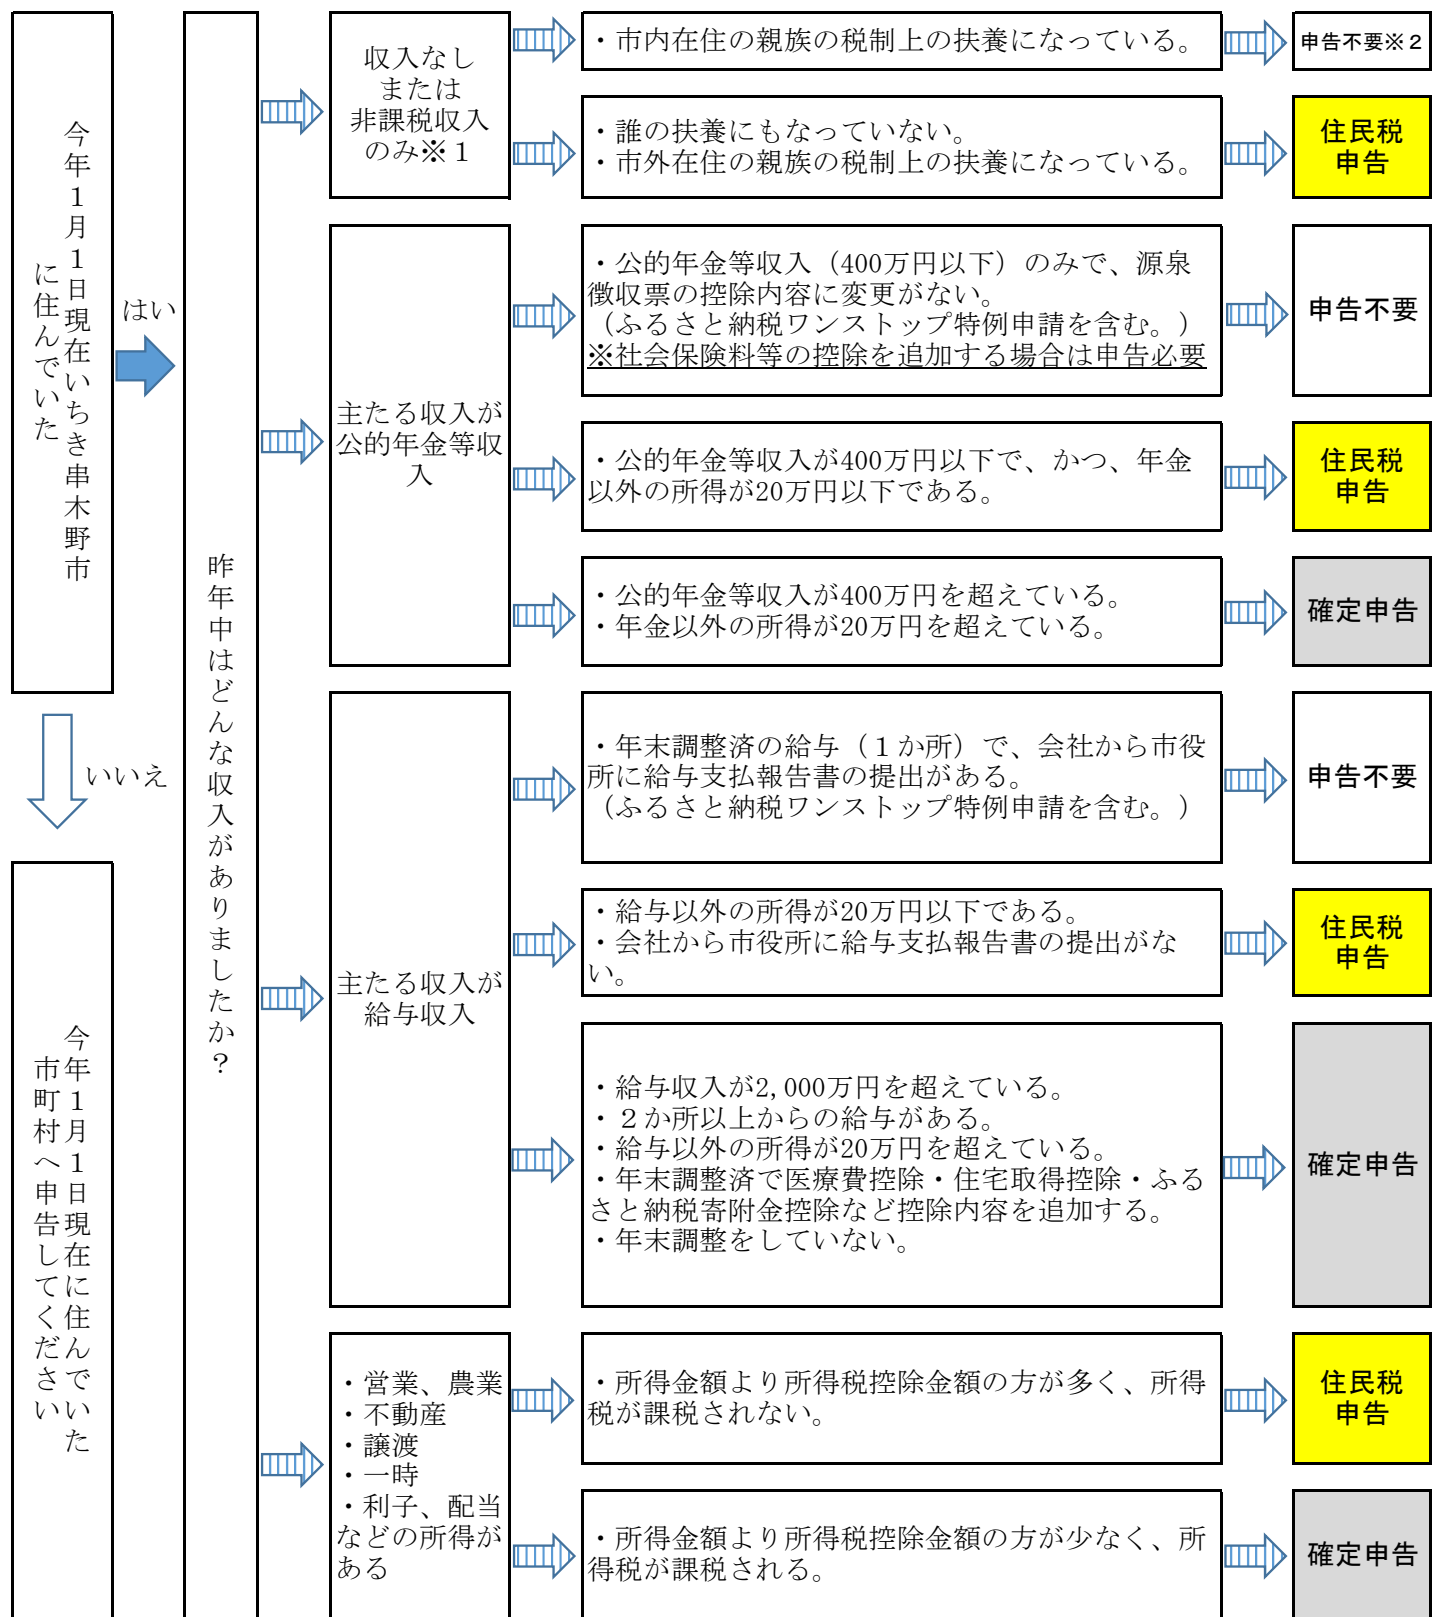 今年１月１日現在いちき串木野市
に住んでいた
はい
いいえ
今年１月１日現在に住んでいた
市町村へ申告してください
昨年中はどんな収入がありましたか？
収入なし
または
非課税収入
のみ※１
・市内在住の親族の税制上の扶養になっている。
申告不要※２
・誰の扶養にもなっていない。
・市外在住の親族の税制上の扶養になっている。
住民税
申告
主たる収入が
公的年金等収
入
・公的年金等収入（400万円以下）のみで、源泉
徴収票の控除内容に変更がない。
（ふるさと納税ワンストップ特例申請を含む。）
※社会保険料等の控除を追加する場合は申告必要
申告不要
・公的年金等収入が400万円以下で、かつ、年金
以外の所得が20万円以下である。
住民税
申告
・公的年金等収入が400万円を超えている。
・年金以外の所得が20万円を超えている。
確定申告
主たる収入が
給与収入
・年末調整済の給与（１か所）で、会社から市役
所に給与支払報告書の提出がある。
（ふるさと納税ワンストップ特例申請を含む。）
申告不要
・給与以外の所得が20万円以下である。
・会社から市役所に給与支払報告書の提出がな
い。
住民税
申告
・給与収入が2,000万円を超えている。
・２か所以上からの給与がある。
・給与以外の所得が20万円を超えている。
・年末調整済で医療費控除・住宅取得控除・ふる
さと納税寄附金控除など控除内容を追加する。
・年末調整をしていない。
確定申告
・営業、農業
・不動産
・譲渡
・一時
・利子、配当
などの所得が
ある
・所得金額より所得税控除金額の方が多く、所得
税が課税されない。
住民税
申告
・所得金額より所得税控除金額の方が少なく、所
得税が課税される。
確定申告